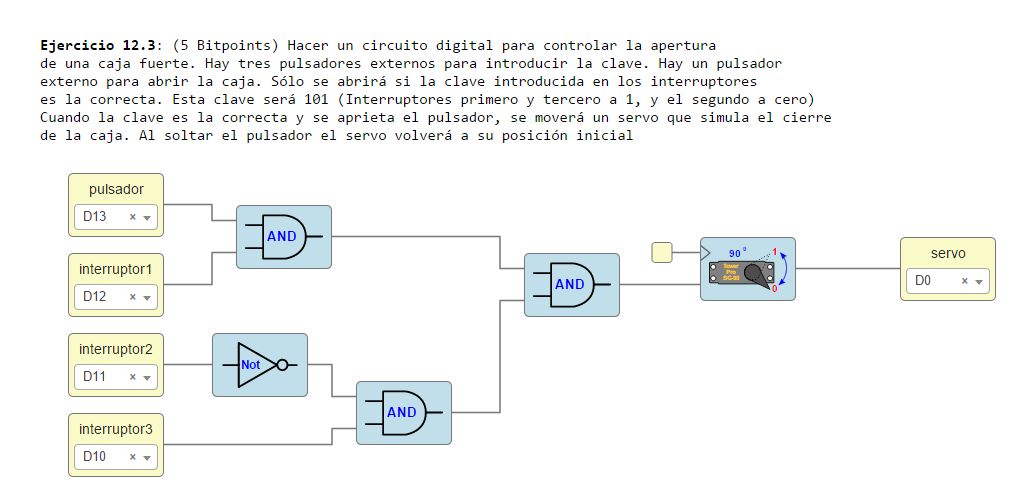 Ejercicio 12.3: (5 Bitpoints) Hacer un circuito digital para controlar la apertura
de una caja fuerte. Hay tres pulsadores externos para introducir la clave. Hay un pulsador
externo para abrir la caja. Sólo se abrirá si la clave introducida en los interruptores
es la correcta. Esta clave será 101 (Interruptores primero y tercero a 1, y el segundo a cero)
Cuando la clave es la correcta y se aprieta el pulsador, se moverá un servo que simula el cierre
de la caja. Al soltar el pulsador el servo volverá a su posición inicial
pulsador
D13 × ▾
AND
interruptor1
D12 × ▾
AND
90 º
1
Tower
Pro
SG-90
0
servo
D0 × ▾
interruptor2
D11 × ▾
Not
AND
interruptor3
D10 × ▾